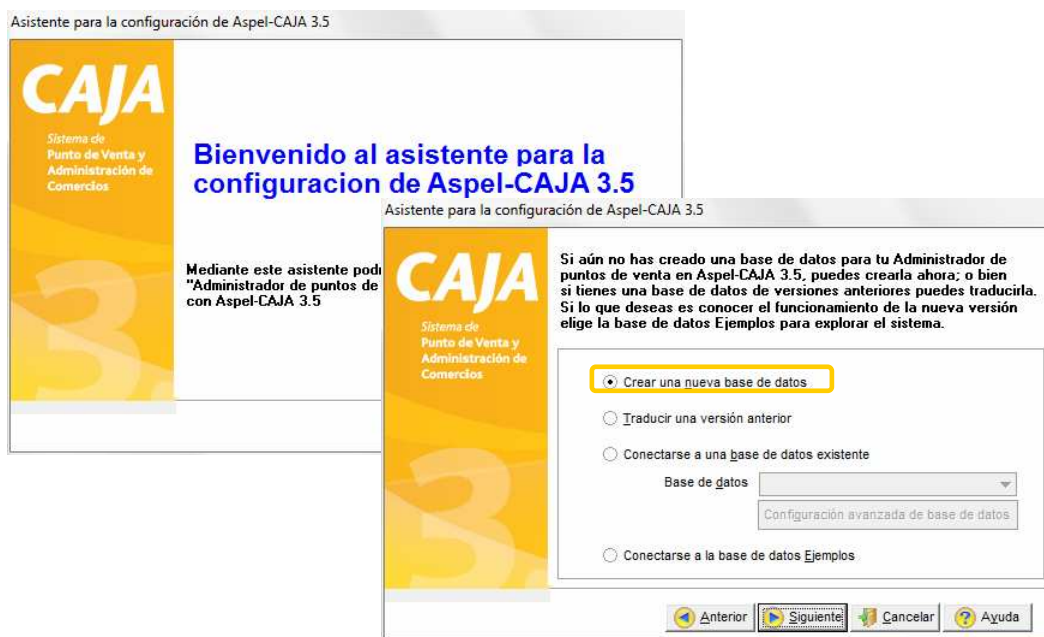 Asistente para la configuración de Aspel-CAJA 3.5
CAJA
Sistema de
Punto de Venta y
Administración de
Comercios
Bienvenido al asistente para la
configuracion de Aspel-CAJA 3.5
Mediante este asistente
"Administrador de puntos de
con Aspel-CAJA 3.5
3.
Asistente para la configuración de Aspel-CAJA 3.5
CAJA
Sistema de
Punto de Venta y
Administración de
Comercios
3.
Si aún no has creado una base de datos para tu Administrador de
puntos de venta en Aspel-CAJA 3.5, puedes crearla ahora; o bien
si tienes una base de datos de versiones anteriores puedes traducirla.
Si lo que deseas es conocer el funcionamiento de la nueva versión
elige la base de datos Ejemplos para explorar el sistema.
Crear una nueva base de datos
Traducir una versión anterior
Conectarse a una base de datos existente
Base de datos
Configuración avanzada de base de datos
Conectarse a la base de datos Ejemplos
Anterior Siguiente Cancelar Ayuda